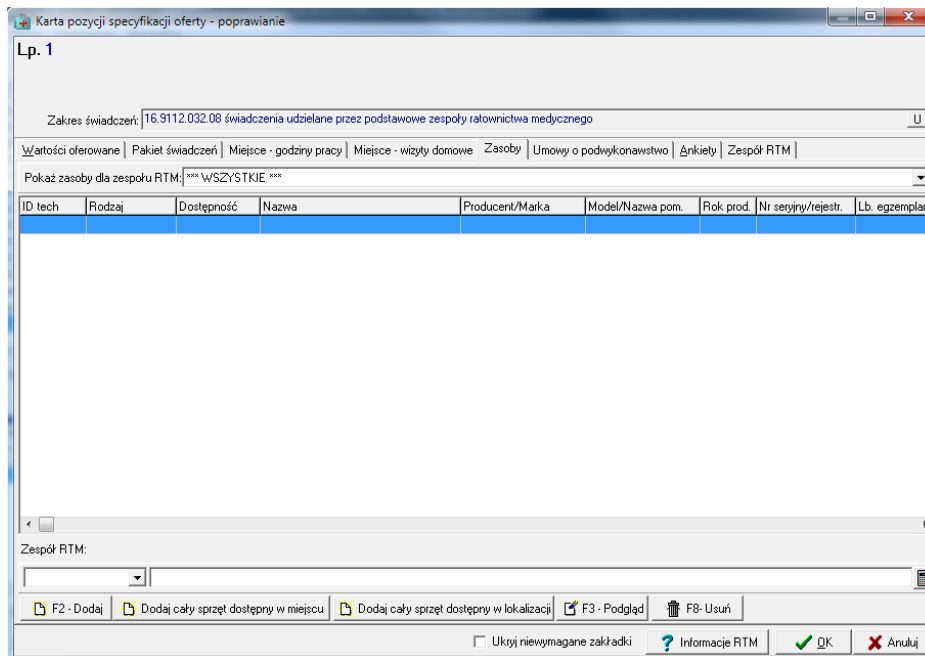 Karta pozycji specyfikacji oferty - poprawianie
Lp. 1
Zakres świadczeń: 16.9112.032.08 świadczenia udzielane przez podstawowe zespoły ratownictwa medycznego U
Wartości oferowane Pakiet świadczeń Miejsce - godziny pracy Miejsce - wizyty domowe Zasoby Umowy o podwykonawstwo Ankiety Zespół RTM
Pokaż zasoby dla zespołu RTM: *** WSZYSTKIE ***
ID tech Rodzaj Dostępność Nazwa Producent/Marka Model/Nazwa pom. Rok prod. Nr seryjny/rejestr. Lb. egzemplar
Zespół RTM:
F2 - Dodaj Dodaj cały sprzęt dostępny w miejscu Dodaj cały sprzęt dostępny w lokalizacji F3 - Podgląd F8- Usuń
Ukryj niewymagane zakładki Informacje RTM OK Anuluj